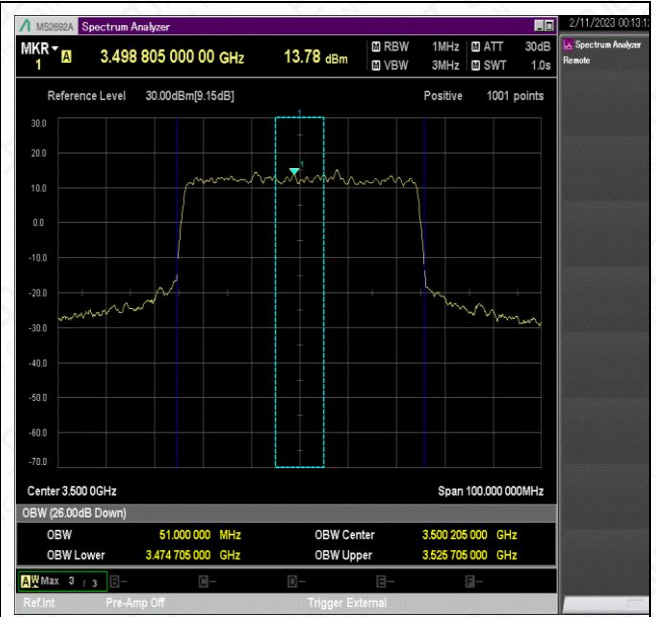 MS2692A Spectrum Analyzer
2/11/2023 00:13:1
MKR A 3.498 805 000 00 GHz 13.78 dBm M RBW 1MHz M ATT 30dB
1 M VBW 3MHz M SWT 1.0s
Spectrum Analyzer
Remote
Reference Level 30.00dBm[9.15dB] Positive 1001 points
30.0
20.0
10.0
0.0
-10.0
-20.0
-30.0
-40.0
-50.0
-60.0
-70.0
1
1
Center 3.500 0GHz Span 100.000 000MHz
OBW (26.00dB Down)
OBW 51.000 000 MHz OBW Center 3.500 205 000 GHz
OBW Lower 3.474 705 000 GHz OBW Upper 3.525 705 000 GHz
A W Max 3 / 3 B- C- D- E- F-
Ref.Int Pre-Amp Off Trigger External